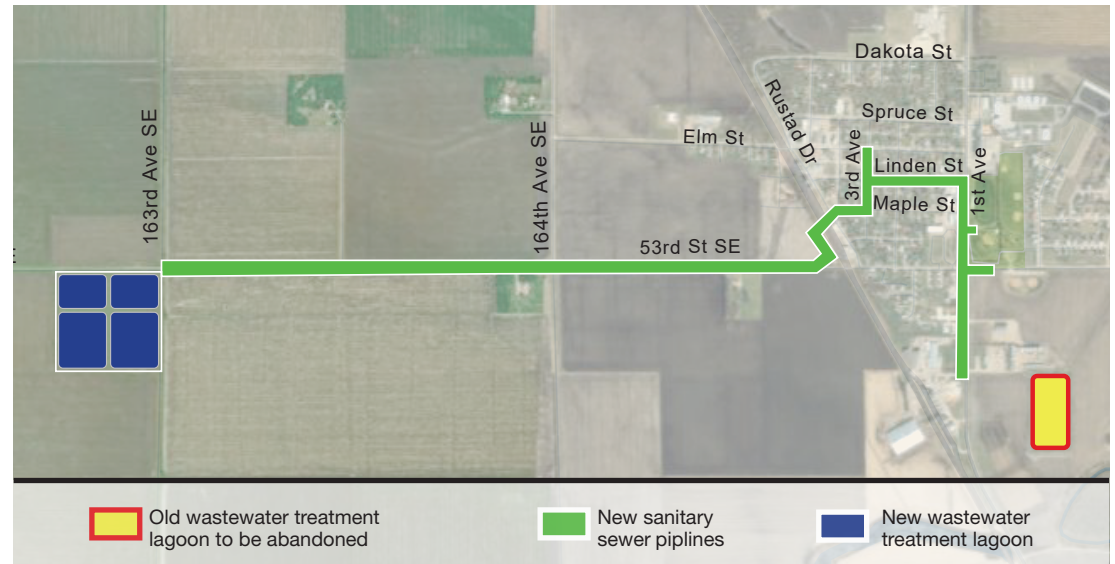 Dakota St
Spruce St
Elm St
Rustad Dr
3rd Ave
Linden St
1st Ave
Maple St
163rd Ave SE
164th Ave SE
53rd St SE
E
Old wastewater treatment
lagoon to be abandoned
New sanitary
sewer piplines
New wastewater
treatment lagoon